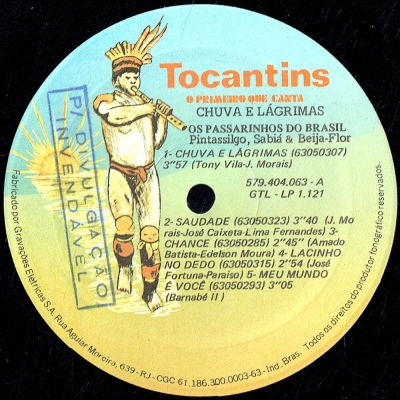 Tocantins
O PRIMEIRO QUE CANTA
CHUVA E LÁGRIMAS
OS PASSARINHOS DO BRASIL
Pintassilgo, Sabiá & Beija-Flor
1- CHUVA E LÁGRIMAS (63050307)
3"57 (Tony Vila-J. Morais)
579.404.063 - A
GTL - LP 1.121
2- SAUDADE (63050323) 3"40 (J. Mo
rais-José Caixeta-Lima Fernandes) 3-
CHANCE (63050285) 2"45" (Amado
Batista-Edelson Moura) 4- LACINHO
NO DEDO (63050315) 2"54 (José
Fortuna-Paraiso) 5- MEU MUNDO
É VOCÊ (63050293) 3"05
(Barnabé II)
P/ DIVULGAÇÃO
INVENDÁVEL
Fabricado por Gravações Elétricas S.A. Rua Aguiar Moreira, 639 - RJ - CGC 61.186.300.0003-63 - Ind. Bras. Todos os direitos do produtor fonográfico reservados.